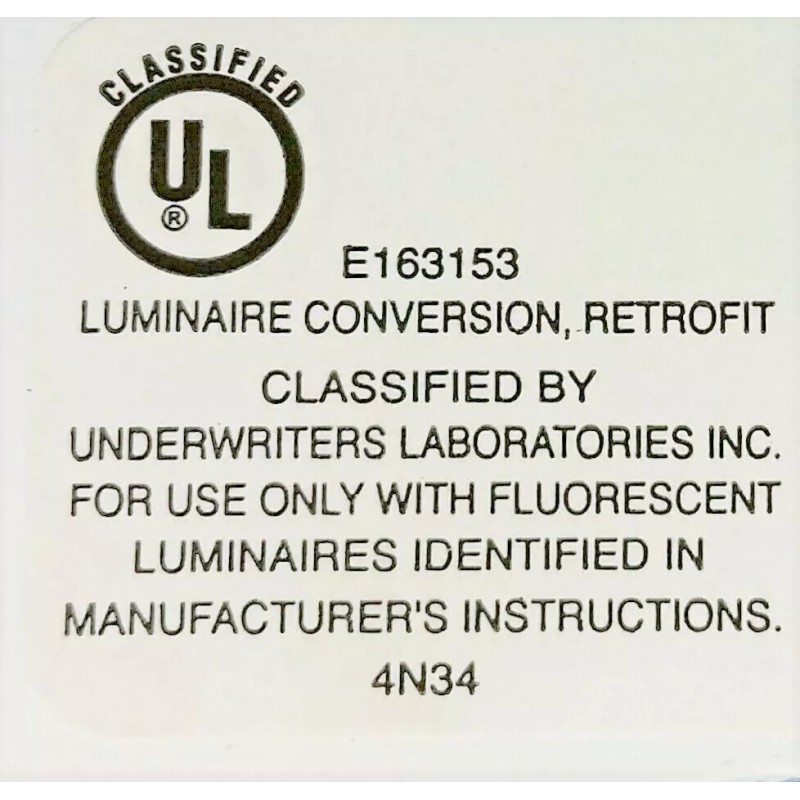 CLASSIFIED
UL
®
E163153
LUMINAIRE CONVERSION, RETROFIT
CLASSIFIED BY
UNDERWRITERS LABORATORIES INC.
FOR USE ONLY WITH FLUORESCENT
LUMINAIRES IDENTIFIED IN
MANUFACTURER'S INSTRUCTIONS.
4N34